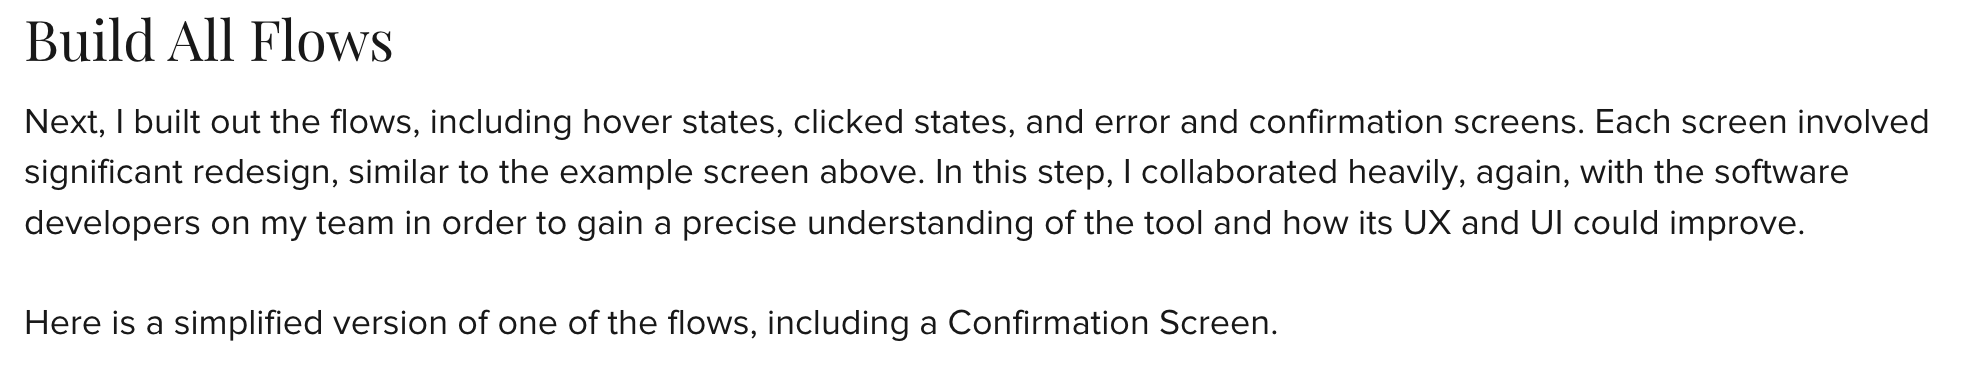 Build All Flows
Next, I built out the flows, including hover states, clicked states, and error and confirmation screens. Each screen involved
significant redesign, similar to the example screen above. In this step, I collaborated heavily, again, with the software
developers on my team in order to gain a precise understanding of the tool and how its UX and UI could improve.
Here is a simplified version of one of the flows, including a Confirmation Screen.